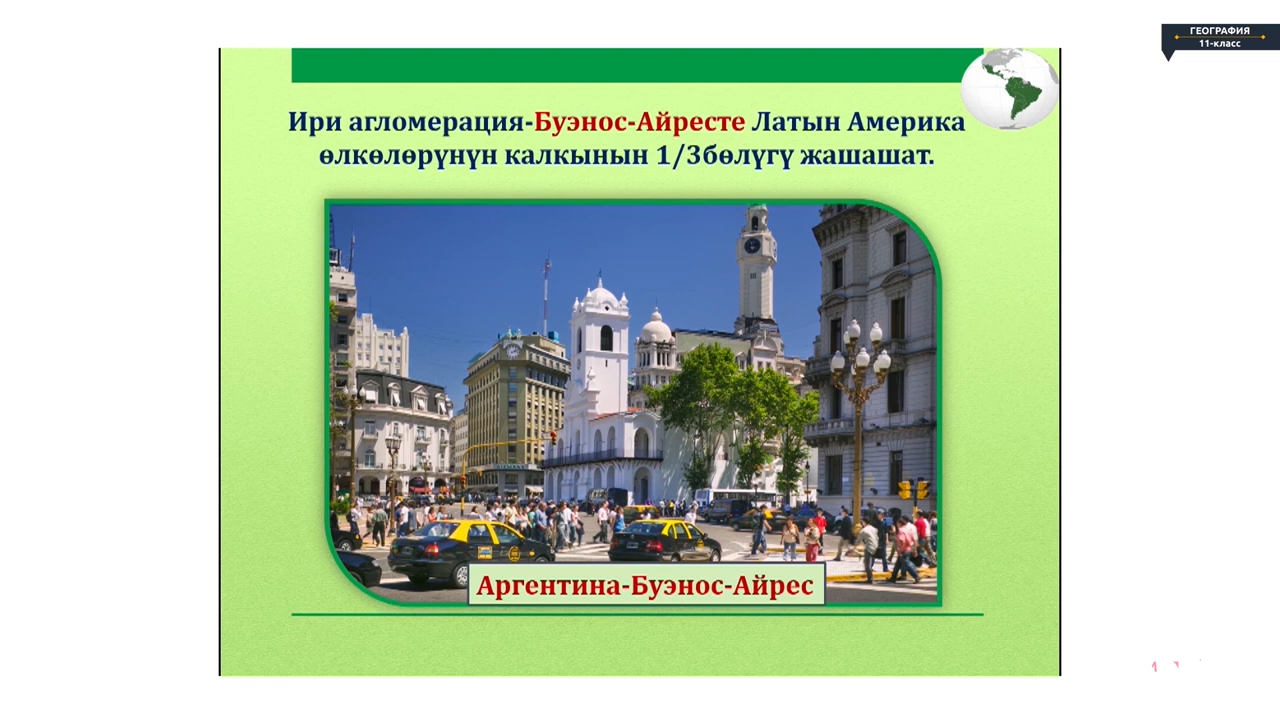 ГЕОГРАФИЯ
11-класс
Ири агломерация-Буэнос-Айресте Латын Америка
өлкөлөрүнүн калкынын 1/3бөлүгү жашашат.
Аргентина-Буэнос-Айрес